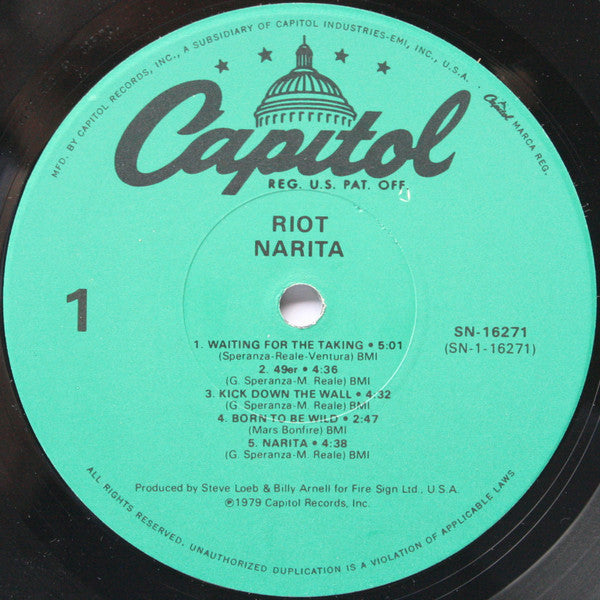 MFD. BY CAPITOL RECORDS, INC., A SUBSIDIARY OF CAPITOL INDUSTRIES-EMI, INC., U.S.A. • Capitol MARCA REG.
Capitol
REG. U.S. PAT. OFF.
RIOT
NARITA
1
SN-16271
(SN-1-16271)
1. WAITING FOR THE TAKING • 5:01
(Speranza-Reale-Ventura) BMI
2. 49er • 4:36
(G. Speranza-M. Reale) BMI
3. KICK DOWN THE WALL • 4:32
(G. Speranza-M. Reale) BMI
4. BORN TO BE WILD • 2:47
(Mars Bonfire) BMI
5. NARITA • 4:38
(G. Speranza-M. Reale) BMI
Produced by Steve Loeb & Billy Arnell for Fire Sign Ltd., U.S.A.
℗1979 Capitol Records, Inc.
ALL RIGHTS RESERVED. UNAUTHORIZED DUPLICATION IS A VIOLATION OF APPLICABLE LAWS